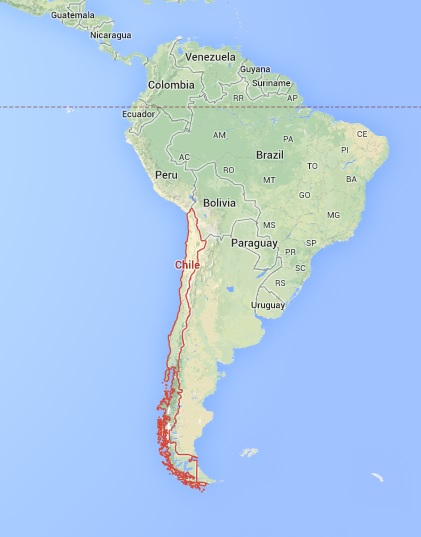 Guatemala
Nicaragua
Venezuela
Guyana
Colombia
Suriname
RR
AP
Ecuador
AM
PA
CE
PI
AC
RO
Brazil
TO
Peru
MT
BA
GO
Bolivia
MG
MS
Paraguay
SP
PR
Chile
SC
RS
Uruguay